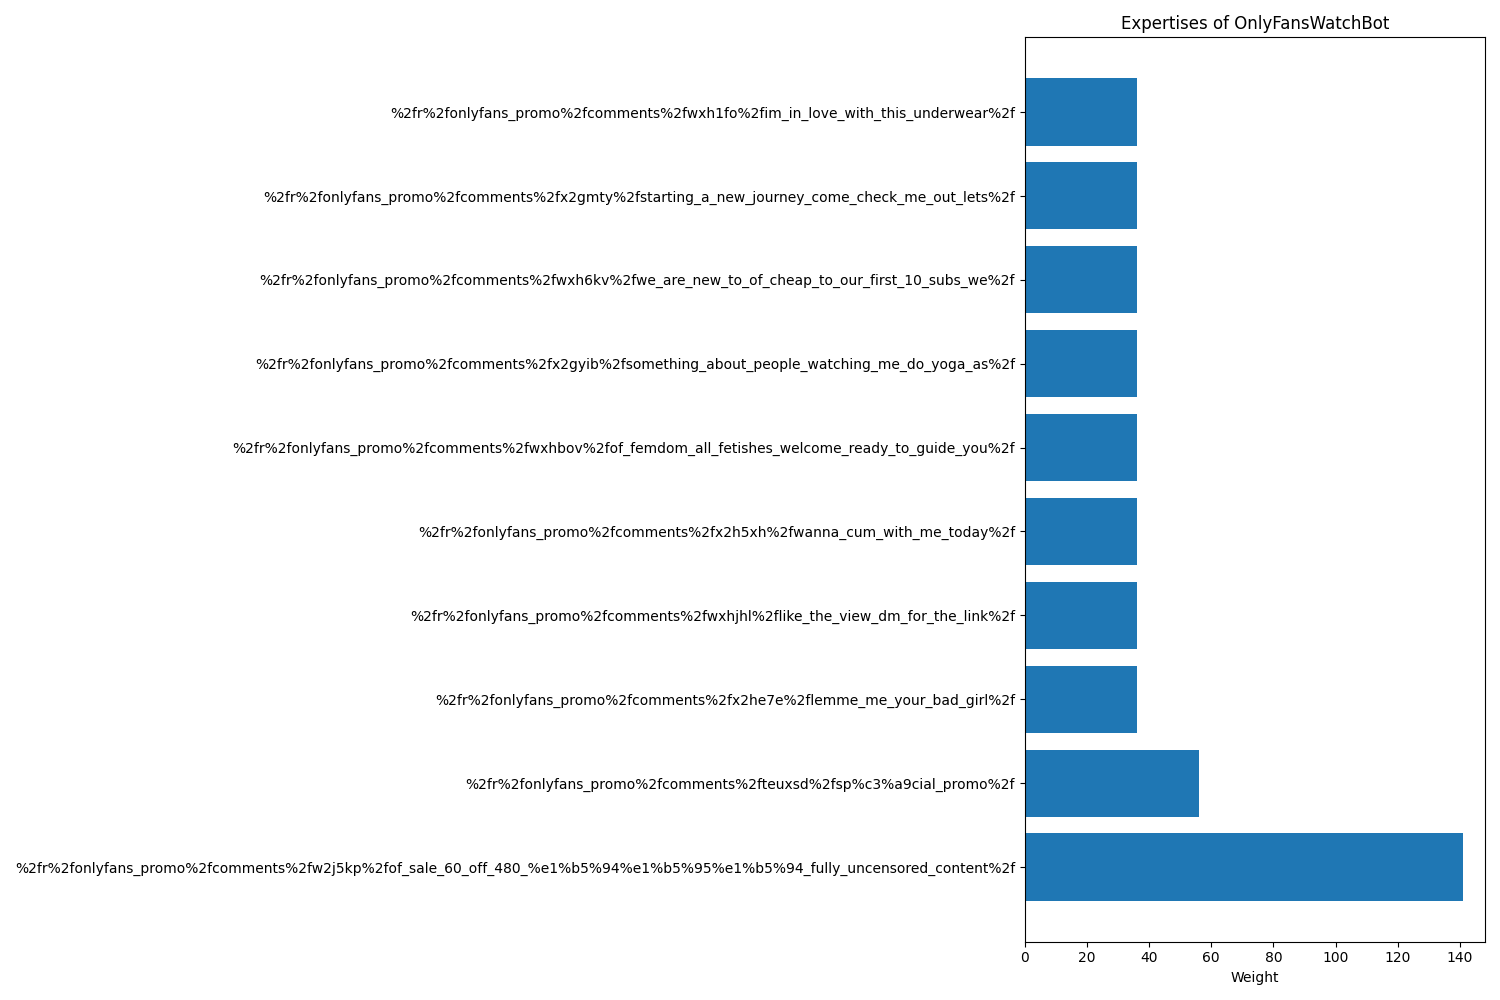 Expertises of OnlyFansWatchBot
%2fr%2fonlyfans_promo%2fcomments%2fwxh1fo%2fim_in_love_with_this_underwear%2f
%2fr%2fonlyfans_promo%2fcomments%2fx2gmty%2fstarting_a_new_journey_come_check_me_out_lets%2f
%2fr%2fonlyfans_promo%2fcomments%2fwxh6kv%2fwe_are_new_to_of_cheap_to_our_first_10_subs_we%2f
%2fr%2fonlyfans_promo%2fcomments%2fx2gyib%2fsomething_about_people_watching_me_do_yoga_as%2f
%2fr%2fonlyfans_promo%2fcomments%2fwxhbov%2fof_femdom_all_fetishes_welcome_ready_to_guide_you%2f
%2fr%2fonlyfans_promo%2fcomments%2fx2h5xh%2fwanna_cum_with_me_today%2f
%2fr%2fonlyfans_promo%2fcomments%2fwxhjhl%2flike_the_view_dm_for_the_link%2f
%2fr%2fonlyfans_promo%2fcomments%2fx2he7e%2flemme_me_your_bad_girl%2f
%2fr%2fonlyfans_promo%2fcomments%2fteuxsd%2fsp%c3%a9cial_promo%2f
%2fr%2fonlyfans_promo%2fcomments%2fw2j5kp%2fof_sale_60_off_480_%e1%b5%94%e1%b5%95%e1%b5%94_fully_uncensored_content%2f
0 20 40 60 80 100 120 140
Weight